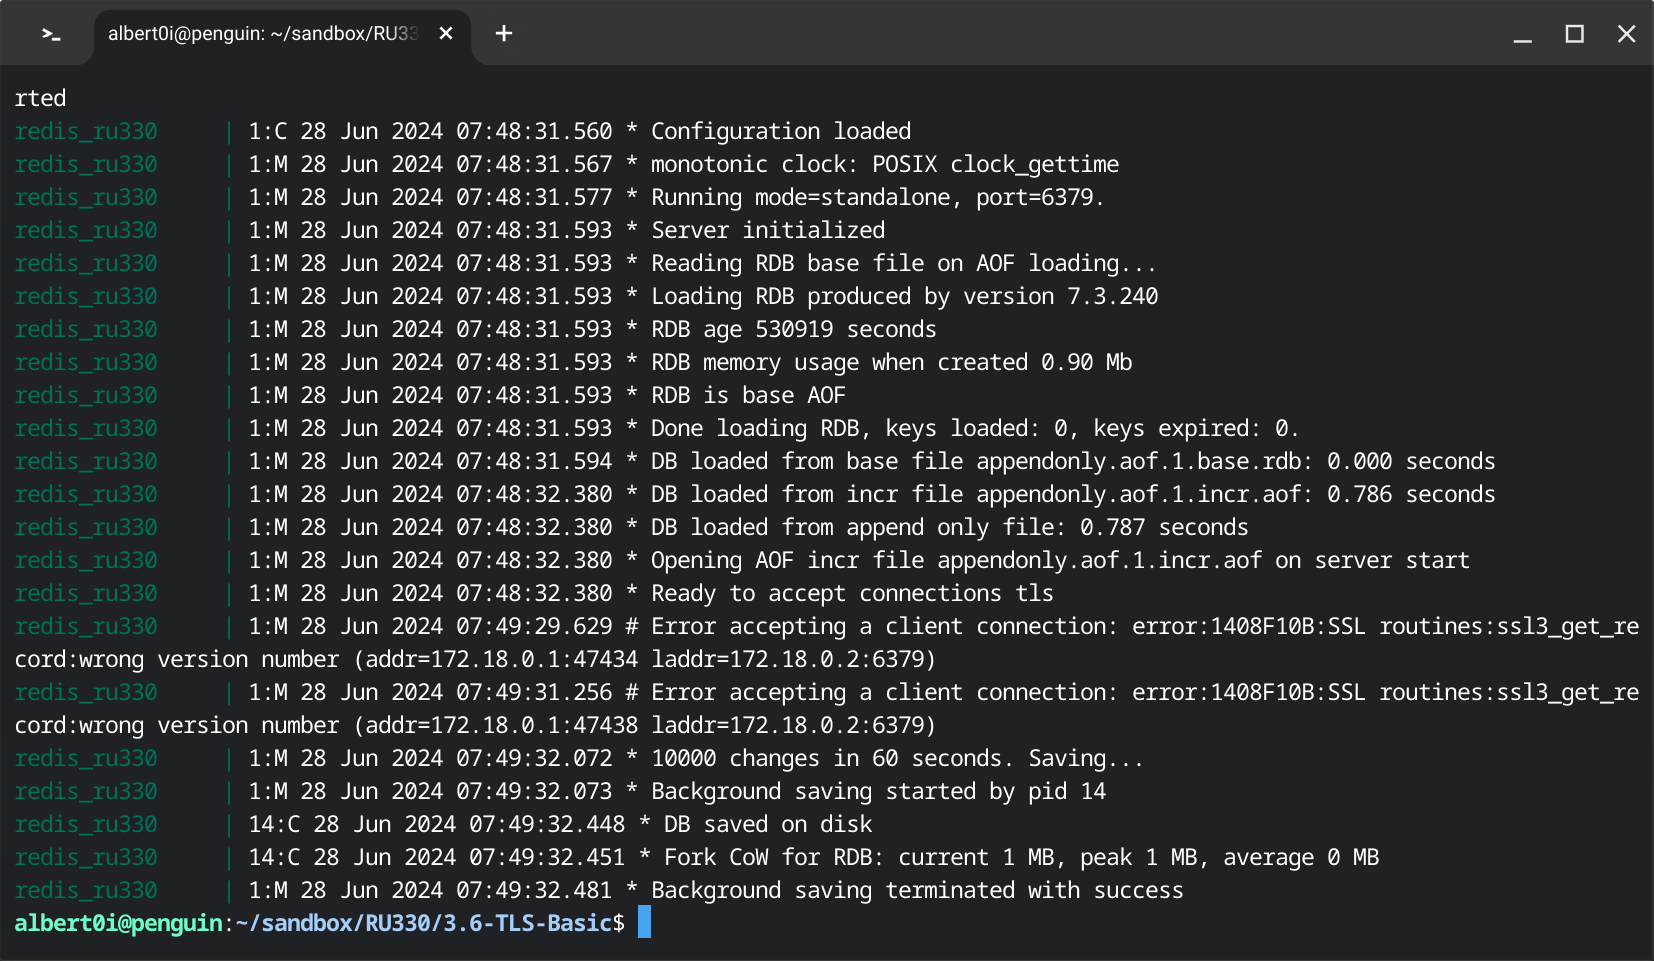 albert0i@penguin: ~/sandbox/RU33
rted
redis_ru330 | 1:C 28 Jun 2024 07:48:31.560 * Configuration loaded
redis_ru330 | 1:M 28 Jun 2024 07:48:31.567 * monotonic clock: POSIX clock_gettime
redis_ru330 | 1:M 28 Jun 2024 07:48:31.577 * Running mode=standalone, port=6379.
redis_ru330 | 1:M 28 Jun 2024 07:48:31.593 * Server initialized
redis_ru330 | 1:M 28 Jun 2024 07:48:31.593 * Reading RDB base file on AOF loading...
redis_ru330 | 1:M 28 Jun 2024 07:48:31.593 * Loading RDB produced by version 7.3.240
redis_ru330 | 1:M 28 Jun 2024 07:48:31.593 * RDB age 530919 seconds
redis_ru330 | 1:M 28 Jun 2024 07:48:31.593 * RDB memory usage when created 0.90 Mb
redis_ru330 | 1:M 28 Jun 2024 07:48:31.593 * RDB is base AOF
redis_ru330 | 1:M 28 Jun 2024 07:48:31.593 * Done loading RDB, keys loaded: 0, keys expired: 0.
redis_ru330 | 1:M 28 Jun 2024 07:48:31.594 * DB loaded from base file appendonly.aof.1.base.rdb: 0.000 seconds
redis_ru330 | 1:M 28 Jun 2024 07:48:32.380 * DB loaded from incr file appendonly.aof.1.incr.aof: 0.786 seconds
redis_ru330 | 1:M 28 Jun 2024 07:48:32.380 * DB loaded from append only file: 0.787 seconds
redis_ru330 | 1:M 28 Jun 2024 07:48:32.380 * Opening AOF incr file appendonly.aof.1.incr.aof on server start
redis_ru330 | 1:M 28 Jun 2024 07:48:32.380 * Ready to accept connections tls
redis_ru330 | 1:M 28 Jun 2024 07:49:29.629 # Error accepting a client connection: error:1408F10B:SSL routines:ssl3_get_re
cord:wrong version number (addr=172.18.0.1:47434 laddr=172.18.0.2:6379)
redis_ru330 | 1:M 28 Jun 2024 07:49:31.256 # Error accepting a client connection: error:1408F10B:SSL routines:ssl3_get_re
cord:wrong version number (addr=172.18.0.1:47438 laddr=172.18.0.2:6379)
redis_ru330 | 1:M 28 Jun 2024 07:49:32.072 * 10000 changes in 60 seconds. Saving...
redis_ru330 | 1:M 28 Jun 2024 07:49:32.073 * Background saving started by pid 14
redis_ru330 | 14:C 28 Jun 2024 07:49:32.448 * DB saved on disk
redis_ru330 | 14:C 28 Jun 2024 07:49:32.451 * Fork CoW for RDB: current 1 MB, peak 1 MB, average 0 MB
redis_ru330 | 1:M 28 Jun 2024 07:49:32.481 * Background saving terminated with success
albert0i@penguin:~/sandbox/RU330/3.6-TLS-Basic$